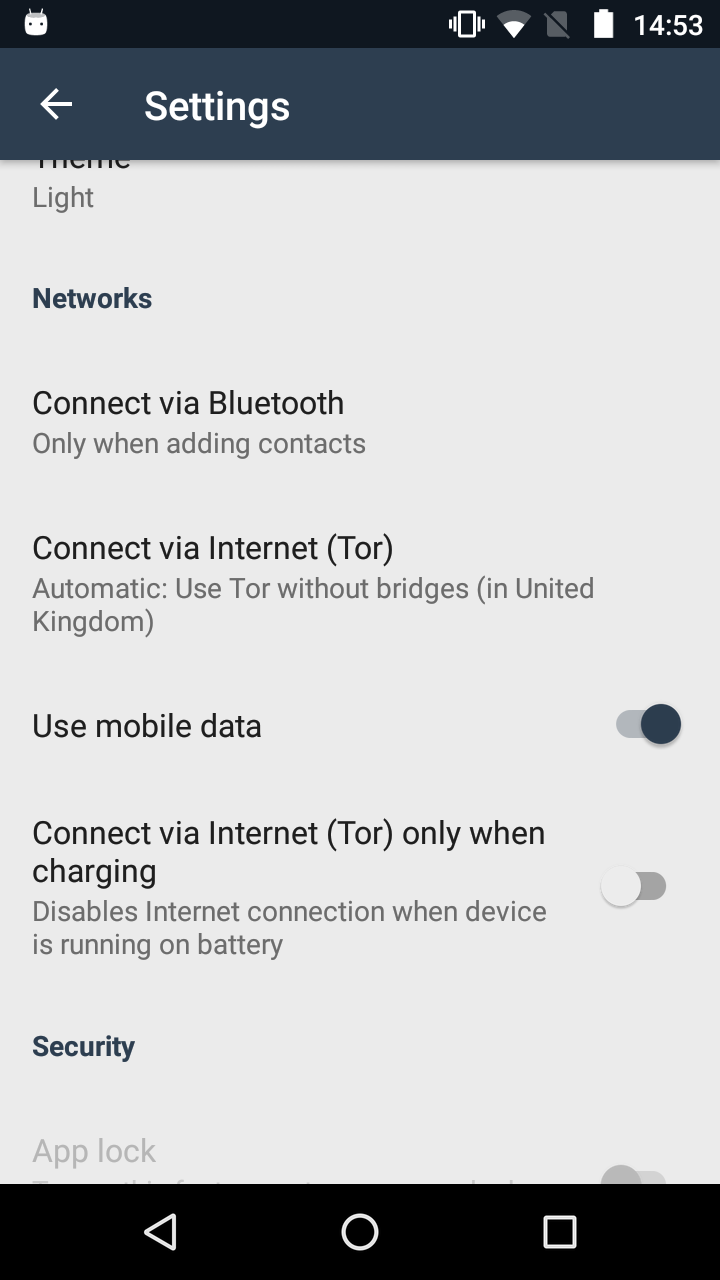 14:53
Settings
Theme
Light
Networks
Connect via Bluetooth
Only when adding contacts
Connect via Internet (Tor)
Automatic: Use Tor without bridges (in United
Kingdom)
Use mobile data
Connect via Internet (Tor) only when
charging
Disables Internet connection when device
is running on battery
Security
App lock